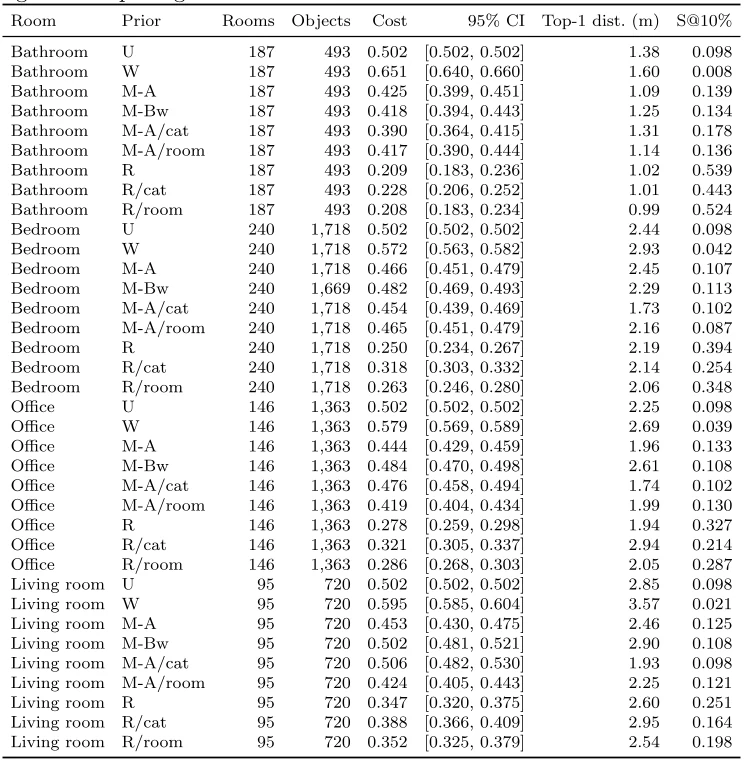 Room Prior Rooms Objects Cost 95% CI Top-1 dist. (m) S@10%
Bathroom U 187 493 0.502 [0.502, 0.502] 1.38 0.098
Bathroom W 187 493 0.651 [0.640, 0.660] 1.60 0.008
Bathroom M-A 187 493 0.425 [0.399, 0.451] 1.09 0.139
Bathroom M-Bw 187 493 0.418 [0.394, 0.443] 1.25 0.134
Bathroom M-A/cat 187 493 0.390 [0.364, 0.415] 1.31 0.178
Bathroom M-A/room 187 493 0.417 [0.390, 0.444] 1.14 0.136
Bathroom R 187 493 0.209 [0.183, 0.236] 1.02 0.539
Bathroom R/cat 187 493 0.228 [0.206, 0.252] 1.01 0.443
Bathroom R/room 187 493 0.208 [0.183, 0.234] 0.99 0.524
Bedroom U 240 1,718 0.502 [0.502, 0.502] 2.44 0.098
Bedroom W 240 1,718 0.572 [0.563, 0.582] 2.93 0.042
Bedroom M-A 240 1,718 0.466 [0.451, 0.479] 2.45 0.107
Bedroom M-Bw 240 1,669 0.482 [0.469, 0.493] 2.29 0.113
Bedroom M-A/cat 240 1,718 0.454 [0.439, 0.469] 1.73 0.102
Bedroom M-A/room 240 1,718 0.465 [0.451, 0.479] 2.16 0.087
Bedroom R 240 1,718 0.250 [0.234, 0.267] 2.19 0.394
Bedroom R/cat 240 1,718 0.318 [0.303, 0.332] 2.14 0.254
Bedroom R/room 240 1,718 0.263 [0.246, 0.280] 2.06 0.348
Office U 146 1,363 0.502 [0.502, 0.502] 2.25 0.098
Office W 146 1,363 0.579 [0.569, 0.589] 2.69 0.039
Office M-A 146 1,363 0.444 [0.429, 0.459] 1.96 0.133
Office M-Bw 146 1,363 0.484 [0.470, 0.498] 2.61 0.108
Office M-A/cat 146 1,363 0.476 [0.458, 0.494] 1.74 0.102
Office M-A/room 146 1,363 0.419 [0.404, 0.434] 1.99 0.130
Office R 146 1,363 0.278 [0.259, 0.298] 1.94 0.327
Office R/cat 146 1,363 0.321 [0.305, 0.337] 2.94 0.214
Office R/room 146 1,363 0.286 [0.268, 0.303] 2.05 0.287
Living room U 95 720 0.502 [0.502, 0.502] 2.85 0.098
Living room W 95 720 0.595 [0.585, 0.604] 3.57 0.021
Living room M-A 95 720 0.453 [0.430, 0.475] 2.46 0.125
Living room M-Bw 95 720 0.502 [0.481, 0.521] 2.90 0.108
Living room M-A/cat 95 720 0.506 [0.482, 0.530] 1.93 0.098
Living room M-A/room 95 720 0.424 [0.405, 0.443] 2.25 0.121
Living room R 95 720 0.347 [0.320, 0.375] 2.60 0.251
Living room R/cat 95 720 0.388 [0.366, 0.409] 2.95 0.164
Living room R/room 95 720 0.352 [0.325, 0.379] 2.54 0.198